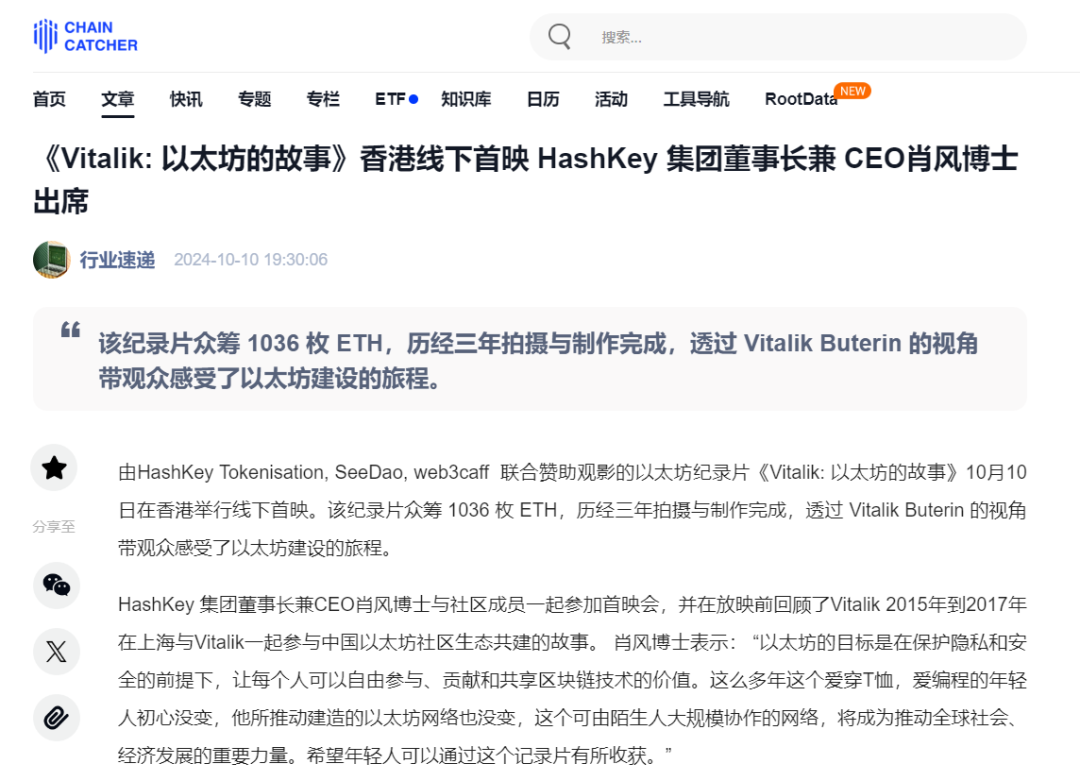 CHAIN
CATCHER
搜索...
首页 文章 快讯 专题 专栏 ETF 知识库 日历 活动 工具导航 RootData NEW
《Vitalik: 以太坊的故事》香港线下首映 HashKey 集团董事长兼 CEO肖风博士
出席
行业速递 2024-10-10 19:30:06
“ 该纪录片众筹 1036 枚 ETH，历经三年拍摄与制作完成，透过 Vitalik Buterin 的视角
带观众感受了以太坊建设的旅程。
由HashKey Tokenisation, SeeDao, web3caff 联合赞助观影的以太坊纪录片《Vitalik: 以太坊的故事》10月10
日在香港举行线下首映。该纪录片众筹 1036 枚 ETH，历经三年拍摄与制作完成，透过 Vitalik Buterin 的视角
分享至
带观众感受了以太坊建设的旅程。
HashKey 集团董事长兼CEO肖风博士与社区成员一起参加首映会，并在放映前回顾了Vitalik 2015年到2017年
在上海与Vitalik一起参与中国以太坊社区生态共建的故事。 肖风博士表示： “以太坊的目标是在保护隐私和安
全的前提下，让每个人可以自由参与、贡献和共享区块链技术的价值。这么多年这个爱穿T恤，爱编程的年轻
人初心没变，他所推动建造的以太坊网络也没变，这个可由陌生人大规模协作的网络，将成为推动全球社会、
经济发展的重要力量。希望年轻人可以通过这个记录片有所收获。”